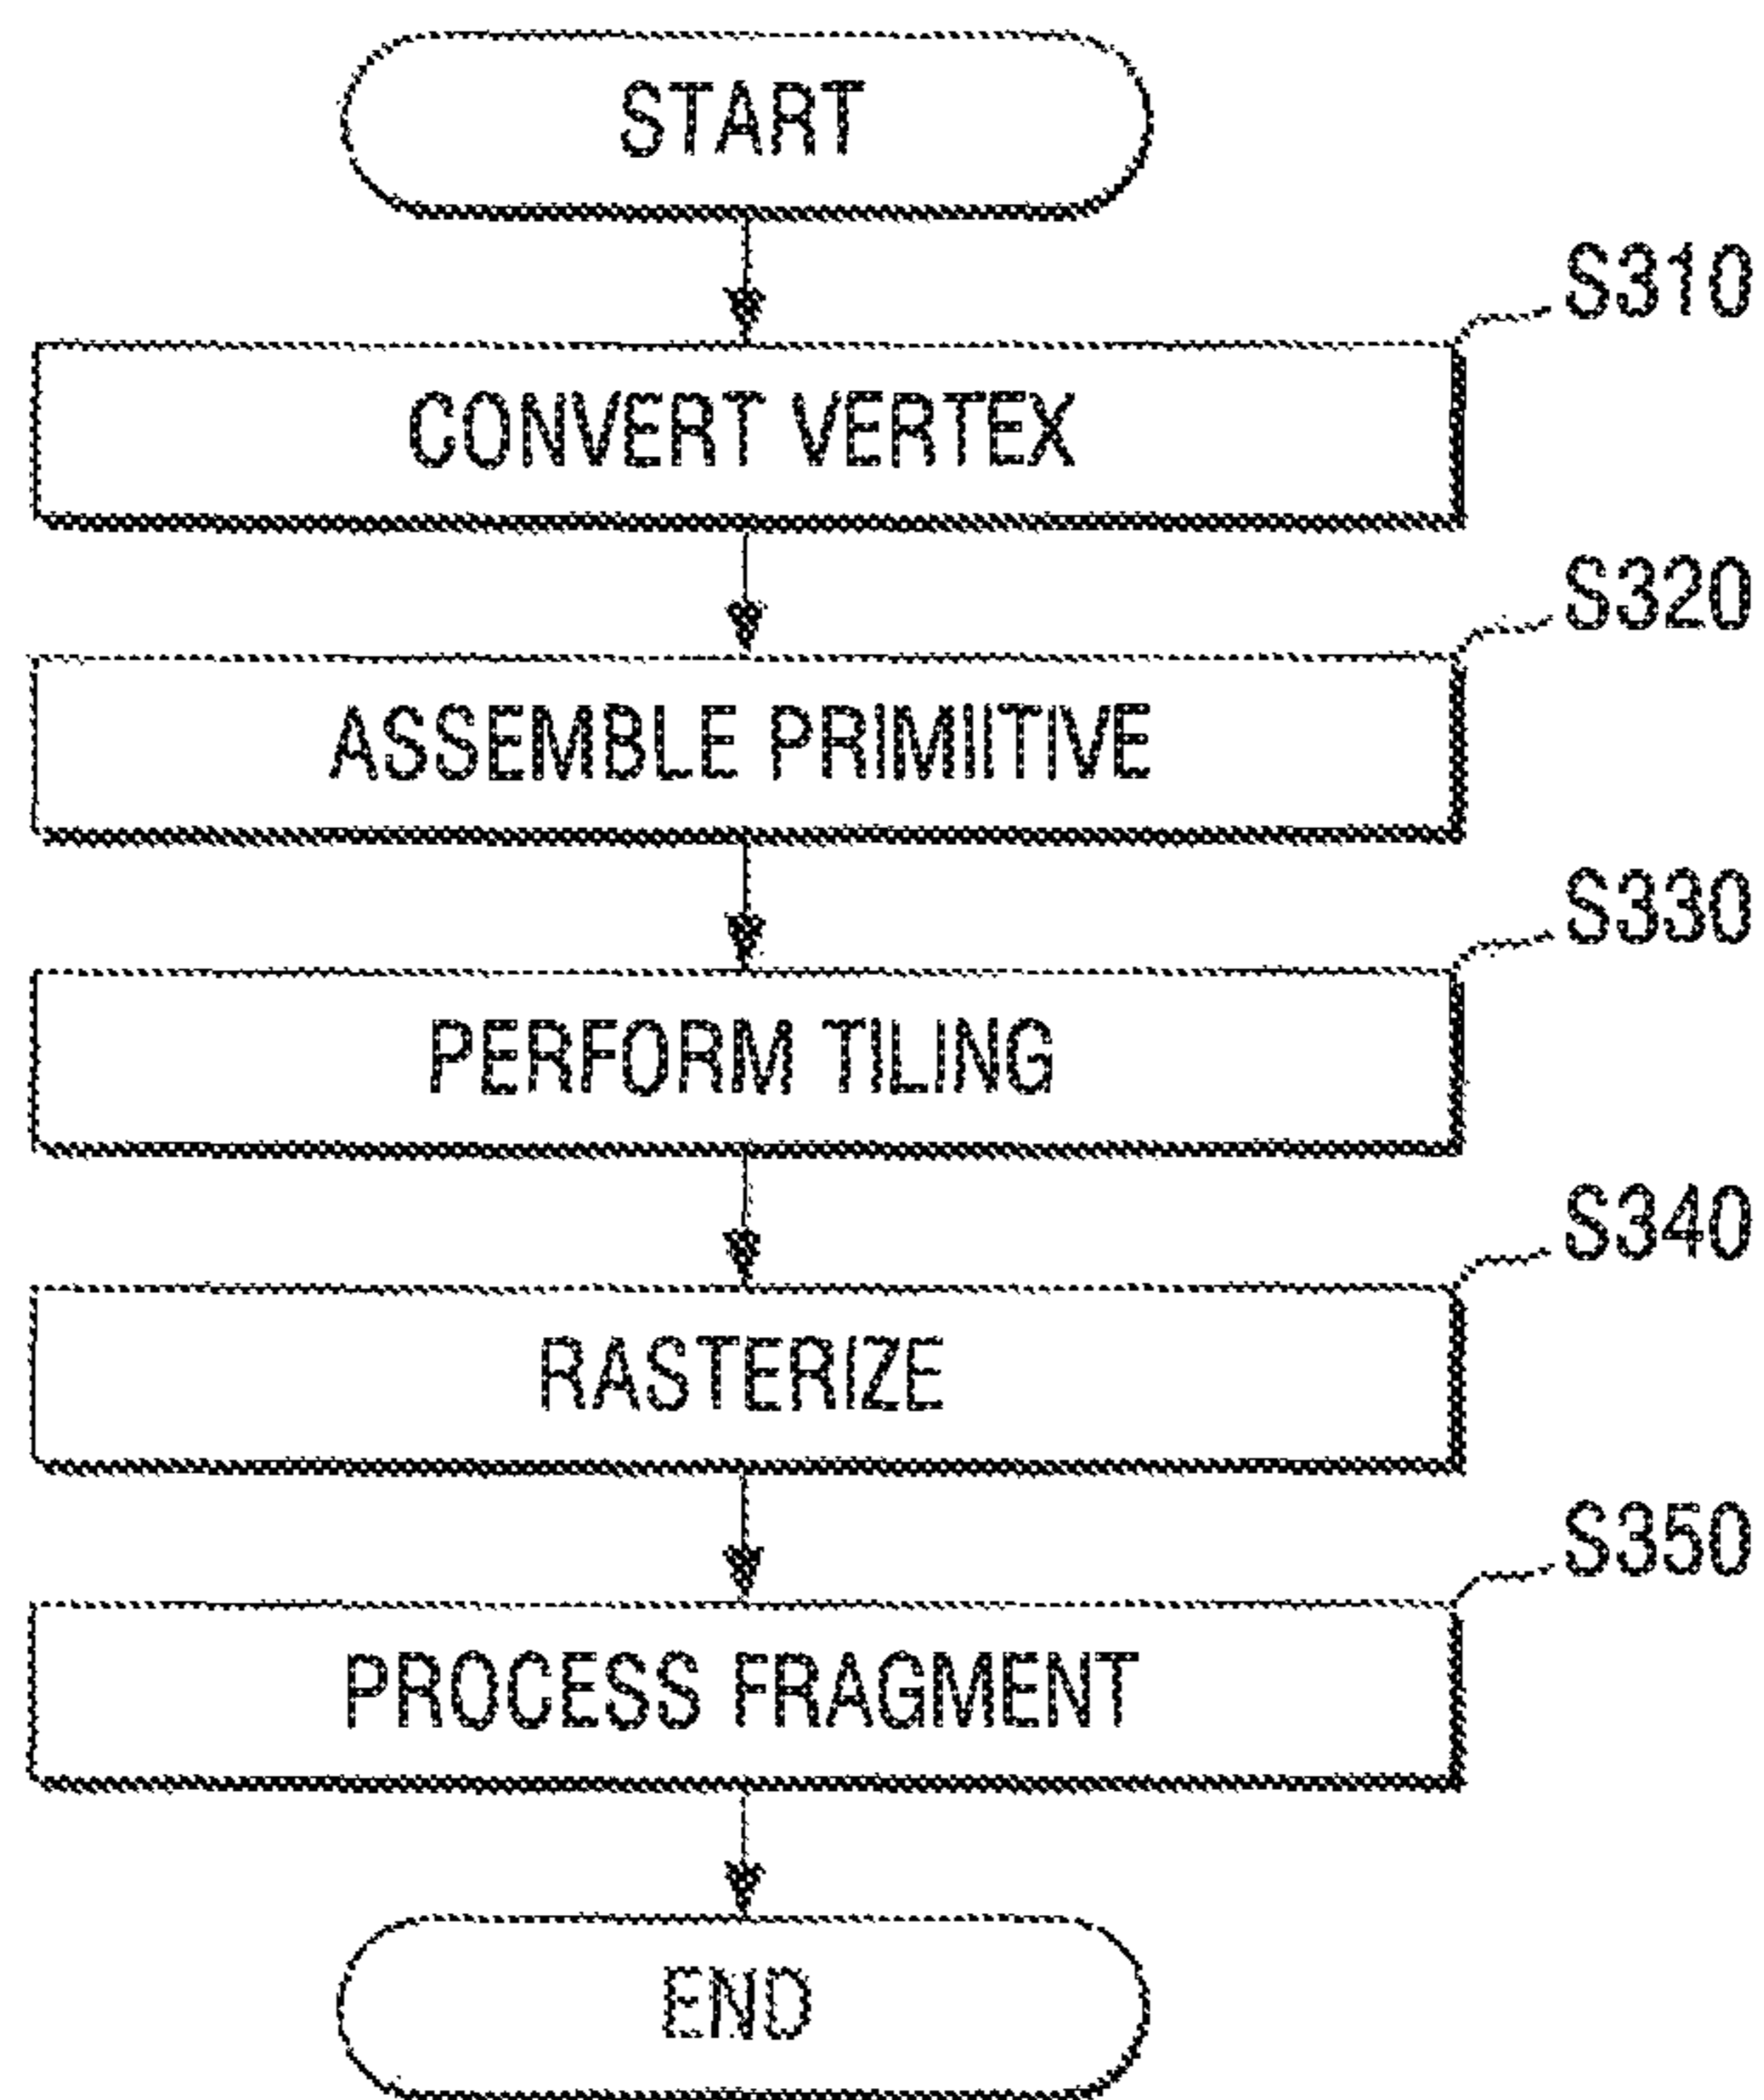 START
S310
CONVERT VERTEX
S320
ASSEMBLE PRIMIITIVE
S330
PERFORM TILING
S340
RASTERIZE
S350
PROCESS FRAGMENT
END